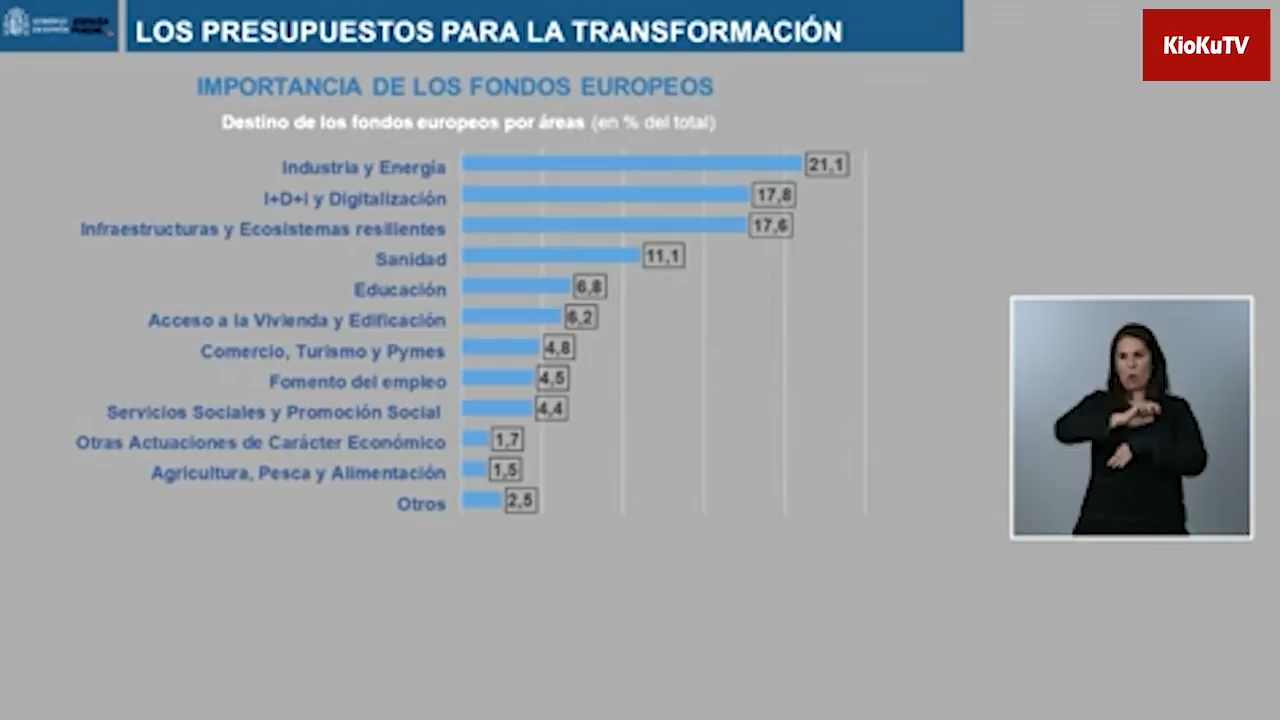 LOS PRESUPUESTOS PARA LA TRANSFORMACIÓN
KioKuTV
IMPORTANCIA DE LOS FONDOS EUROPEOS
Destino de los fondos europeos por áreas (en % del total)
Industria y Energía 21,1
I+D+i y Digitalización 17,8
Infraestructuras y Ecosistemas resilientes 17,6
Sanidad 11,1
Educación 6,8
Acceso a la Vivienda y Edificación 6,2
Comercio, Turismo y Pymes 4,8
Fomento del empleo 4,5
Servicios Sociales y Promoción Social 4,4
Otras Actuaciones de Carácter Económico 1,7
Agricultura, Pesca y Alimentación 1,5
Otros 2,5